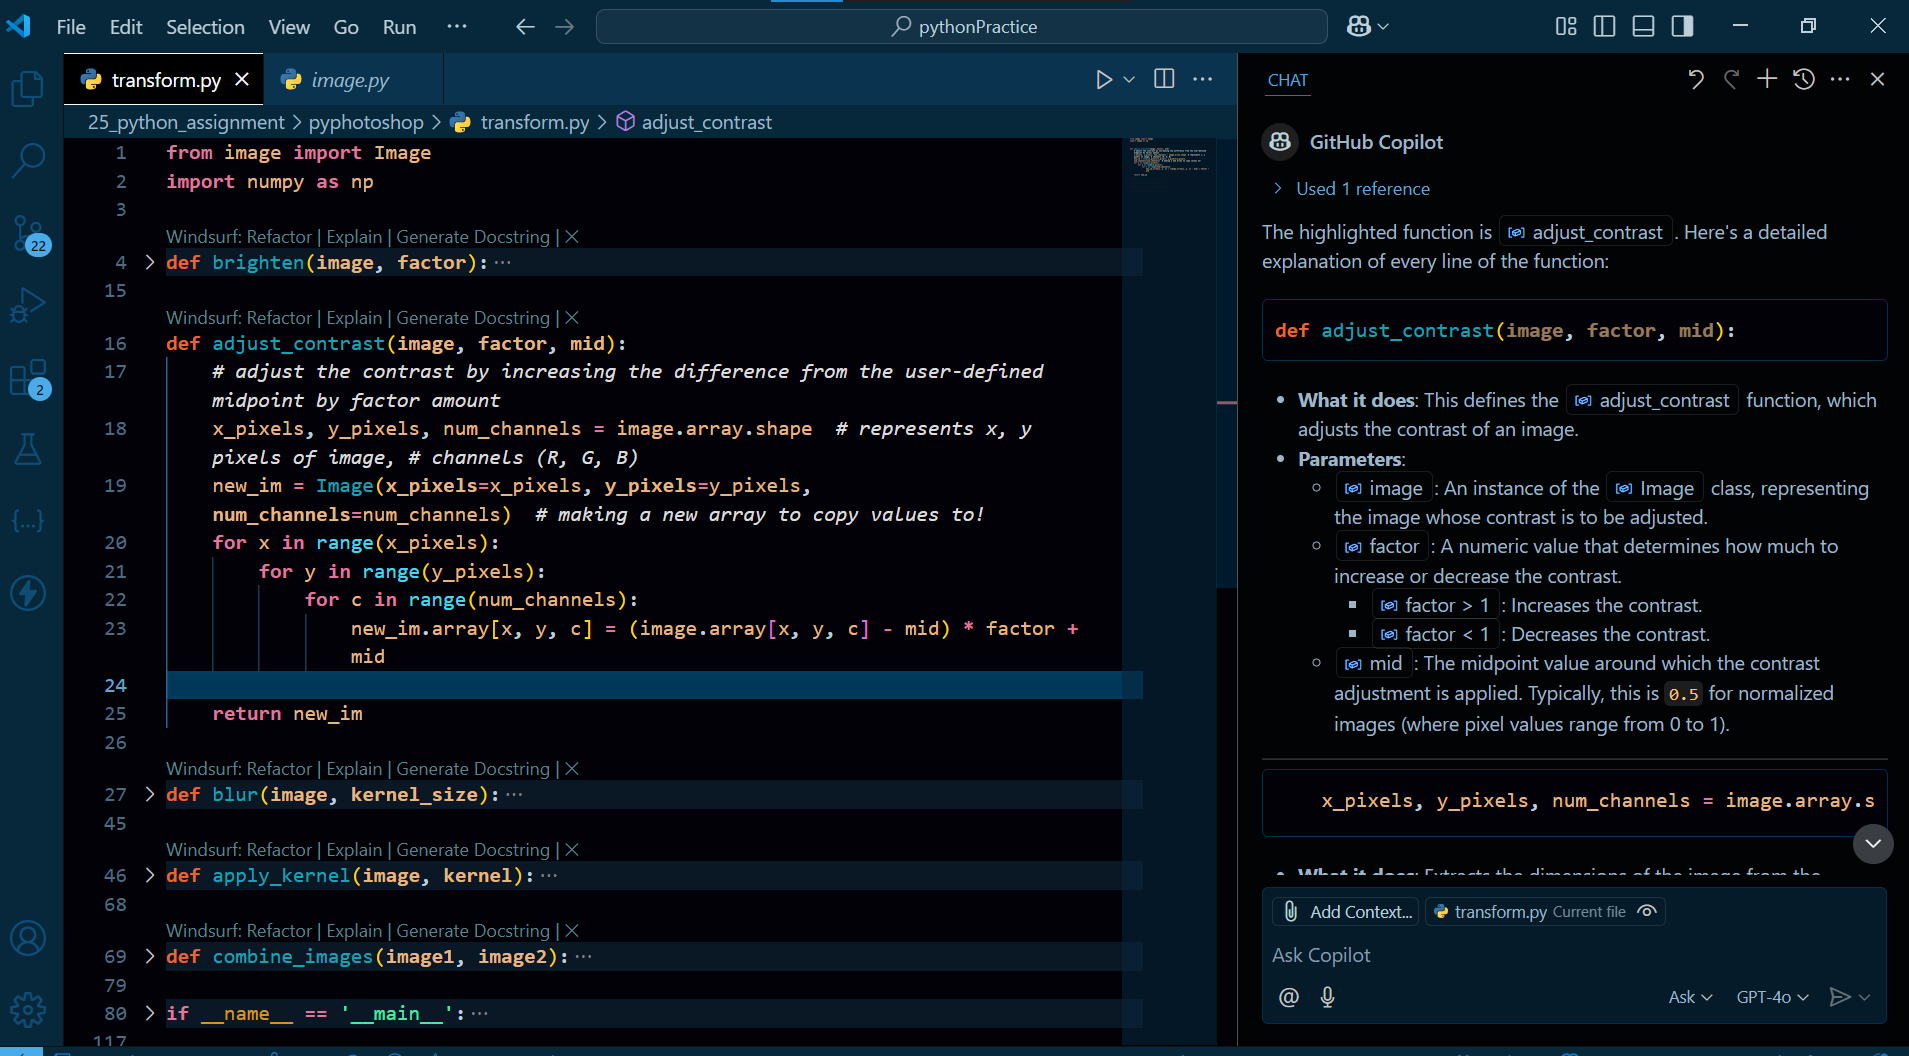 File Edit Selection View Go Run ··· pythonPractice
transform.py image.py
25_python_assignment > pyphotoshop > transform.py > adjust_contrast
22
2
1 from image import Image
2 import numpy as np
3
Windsurf: Refactor | Explain | Generate Docstring | ×
4 def brighten(image, factor):···
15
Windsurf: Refactor | Explain | Generate Docstring | ×
16 def adjust_contrast(image, factor, mid):
17 # adjust the contrast by increasing the difference from the user-defined
midpoint by factor amount
18 x_pixels, y_pixels, num_channels = image.array.shape # represents x, y
pixels of image, # channels (R, G, B)
19 new_im = Image(x_pixels=x_pixels, y_pixels=y_pixels,
num_channels=num_channels) # making a new array to copy values to!
20 for x in range(x_pixels):
21 for y in range(y_pixels):
22 for c in range(num_channels):
23 new_im.array[x, y, c] = (image.array[x, y, c] - mid) * factor +
mid
24
25 return new_im
26
Windsurf: Refactor | Explain | Generate Docstring | ×
27 def blur(image, kernel_size):···
45
Windsurf: Refactor | Explain | Generate Docstring | ×
46 def apply_kernel(image, kernel):···
68
Windsurf: Refactor | Explain | Generate Docstring | ×
69 def combine_images(image1, image2):···
79
80 if __name__ == '__main__':···
117
CHAT
GitHub Copilot
> Used 1 reference
The highlighted function is adjust_contrast . Here's a detailed
explanation of every line of the function:
def adjust_contrast(image, factor, mid):
• What it does: This defines the adjust_contrast function, which
adjusts the contrast of an image.
• Parameters:
image : An instance of the Image class, representing
the image whose contrast is to be adjusted.
factor : A numeric value that determines how much to
increase or decrease the contrast.
factor > 1 : Increases the contrast.
factor < 1 : Decreases the contrast.
mid : The midpoint value around which the contrast
adjustment is applied. Typically, this is 0.5 for normalized
images (where pixel values range from 0 to 1).
x_pixels, y_pixels, num_channels = image.array.s
• What it does: Extracts the dimensions of the image from the
Add Context... transform.py Current file
Ask Copilot
@ Ask GPT-4o